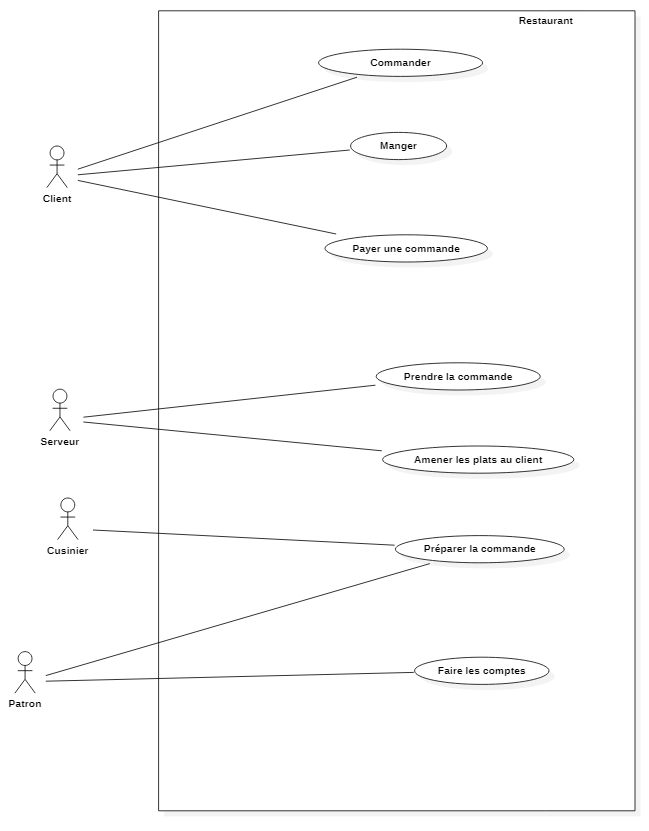 Restaurant
Commander
Manger
Client
Payer une commande
Prendre la commande
Serveur
Amener les plats au client
Cusinier
Préparer la commande
Faire les comptes
Patron